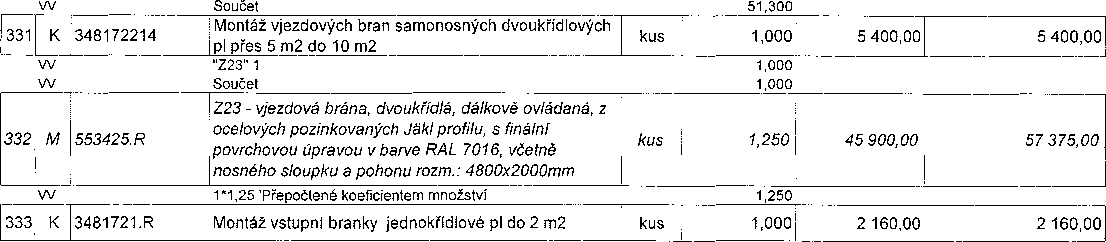 VV Součet 51,300
331 K 348172214 Montáž vjezdových bran samonosných dvoukřídlových pl přes 5 m2 do 10 m2 kus 1,000 5 400,00 5 400,00
VV "Z23" 1 1,000
VV Součet 1,000
332 M 553425.R Z23 - vjezdová brána, dvoukřídlá, dálkově ovládaná, z ocelových pozinkovaných Jäkl profilu, s finální povrchovou úpravou v barve RAL 7016, včetně nosného sloupku a pohonu rozm.: 4800x2000mm kus 1,250 45 900,00 57 375,00
VV 1*1,25 'Přepočtené koeficientem množství 1,250
333 K 3481721.R Montáž vstupní branky jednokřídlové pl do 2 m2 kus 1,000 2 160,00 2 160,00